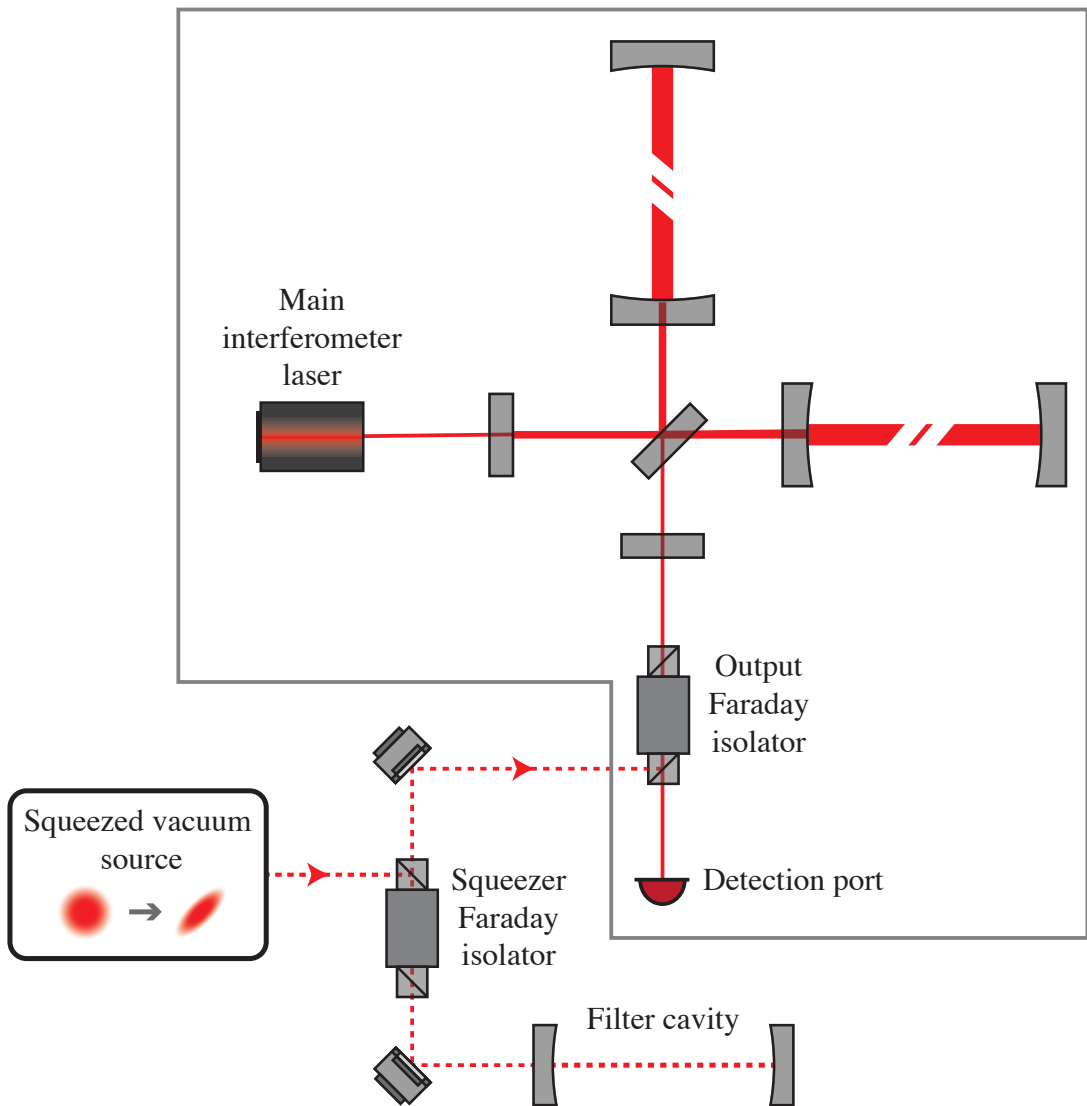 Main
interferometer
laser
Output
Faraday
isolator
Squeezed vacuum
source
Squeezer
Faraday
isolator
Detection port
Filter cavity